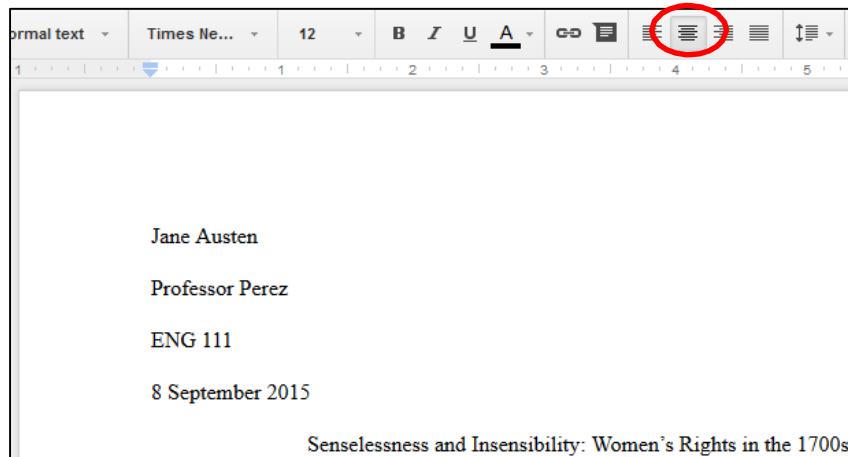 ormal text Times Ne... 12 B I U A
1 1 2 3 4 5
Jane Austen
Professor Perez
ENG 111
8 September 2015
Senselessness and Insensibility: Women's Rights in the 1700s